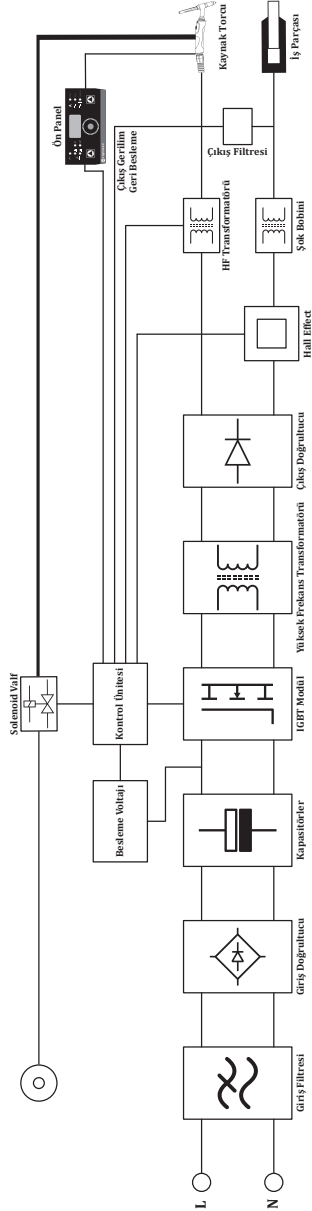 Solenoid Valf
Ön Panel
Kaynak Torcu
İş Parçası
Çıkış Gerilim
Geri Besleme
Çıkış Filtresi
HF Transformatörü
Şok Bobini
Hall Effect
Besleme Voltajı
Kontrol Ünitesi
L
N
Giriş Filtresi
Giriş Doğrultucu
Kapasitörler
IGBT Modül
Yüksek Frekans Transformatörü
Çıkış Doğrultucu